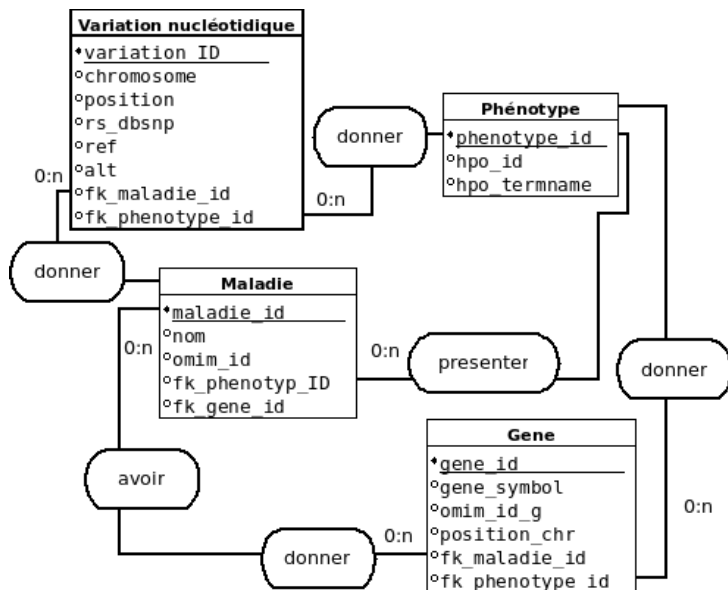 Variation nucléotidique
variation_ID
chromosome
position
rs_dbsnp
ref
alt
fk_maladie_id
fk_phenotype_id
0:n
0:n
donner
Phénotype
phenotype_id
hpo_id
hpo_termname
donner
Maladie
maladie_id
nom
omim_id
fk_phenotyp_ID
fk_gene_id
0:n
0:n
presenter
donner
avoir
donner
0:n
Gene
gene_id
gene_symbol
omim_id_g
position_chr
fk_maladie_id
fk_phenotype_id
0:n